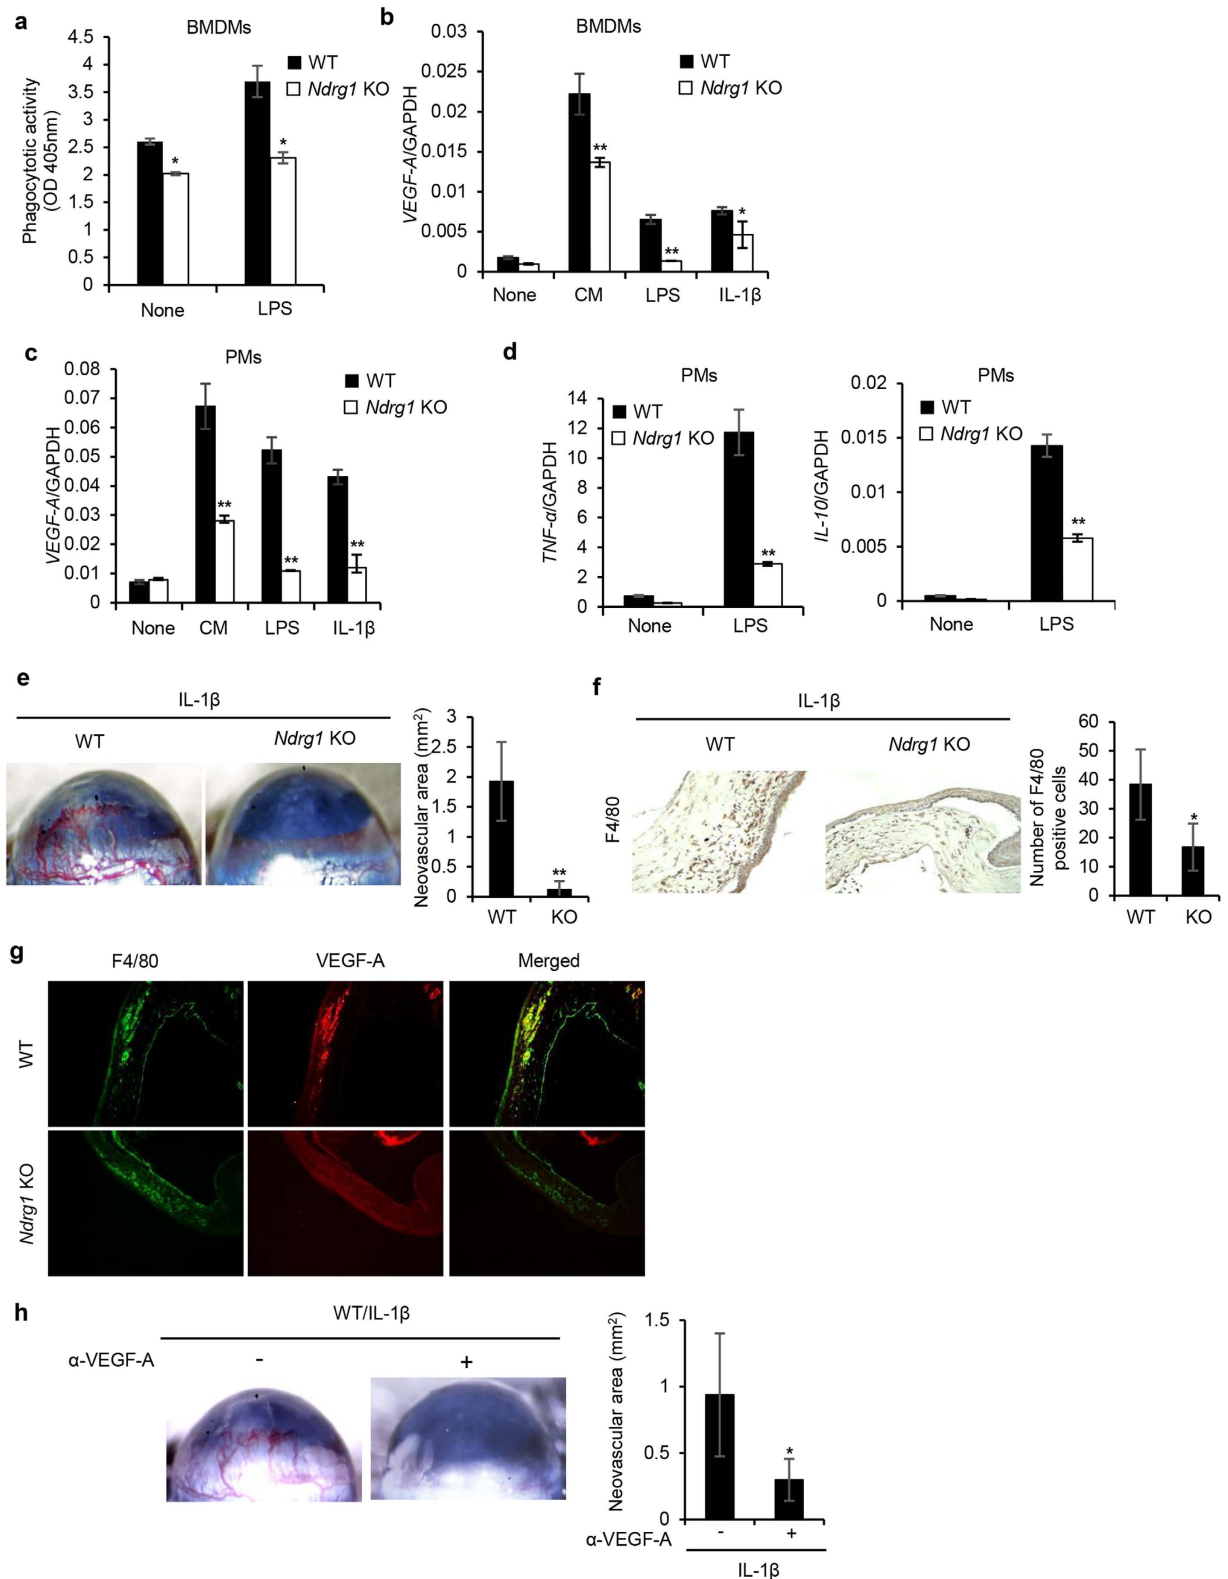 a
BMDMs
4.5
4
3.5
3
2.5
2
1.5
1
0.5
0
Phagocytotic activity
(OD 405nm)
WT
Ndrg1 KO
*
*
None
LPS
b
BMDMs
0.03
0.025
0.02
0.015
0.01
0.005
0
VEGF-A/GAPDH
WT
Ndrg1 KO
**
**
*
None
CM
LPS
IL-1β
c
PMs
0.08
0.07
0.06
0.05
0.04
0.03
0.02
0.01
0
VEGF-A/GAPDH
WT
Ndrg1 KO
**
**
**
None
CM
LPS
IL-1β
d
PMs
14
12
10
8
6
4
2
0
TNF-α/GAPDH
WT
Ndrg1 KO
**
None
LPS
PMs
0.02
0.015
0.01
0.005
0
IL-10/GAPDH
WT
Ndrg1 KO
**
None
LPS
e
IL-1β
WT
Ndrg1 KO
Neovascular area (mm²)
3
2.5
2
1.5
1
0.5
0
**
WT
KO
f
IL-1β
WT
Ndrg1 KO
F4/80
Number of F4/80
positive cells
60
50
40
30
20
10
0
*
WT
KO
g
F4/80
VEGF-A
Merged
WT
Ndrg1 KO
h
WT/IL-1β
α-VEGF-A
-
+
Neovascular area (mm²)
1.5
1
0.5
0
*
α-VEGF-A
-
+
IL-1β